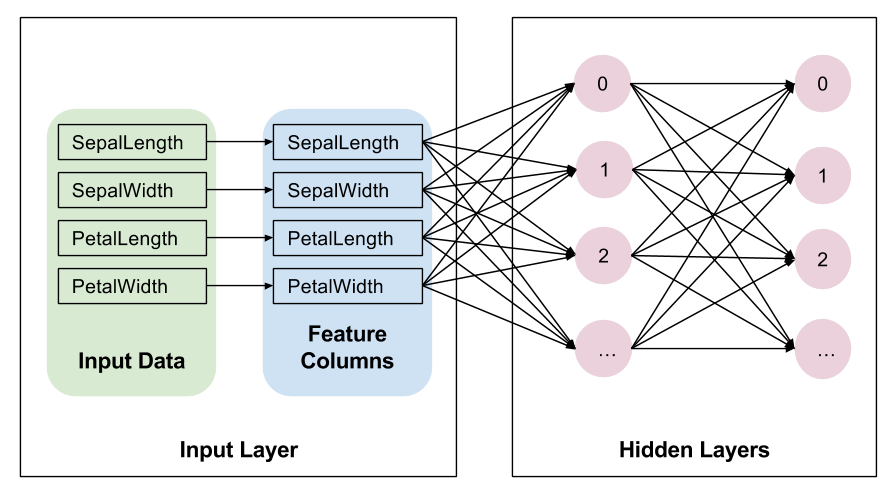 SepalLength
SepalWidth
PetalLength
PetalWidth
Input Data
SepalLength
SepalWidth
PetalLength
PetalWidth
Feature
Columns
Input Layer
0
1
2
...
0
1
2
...
Hidden Layers